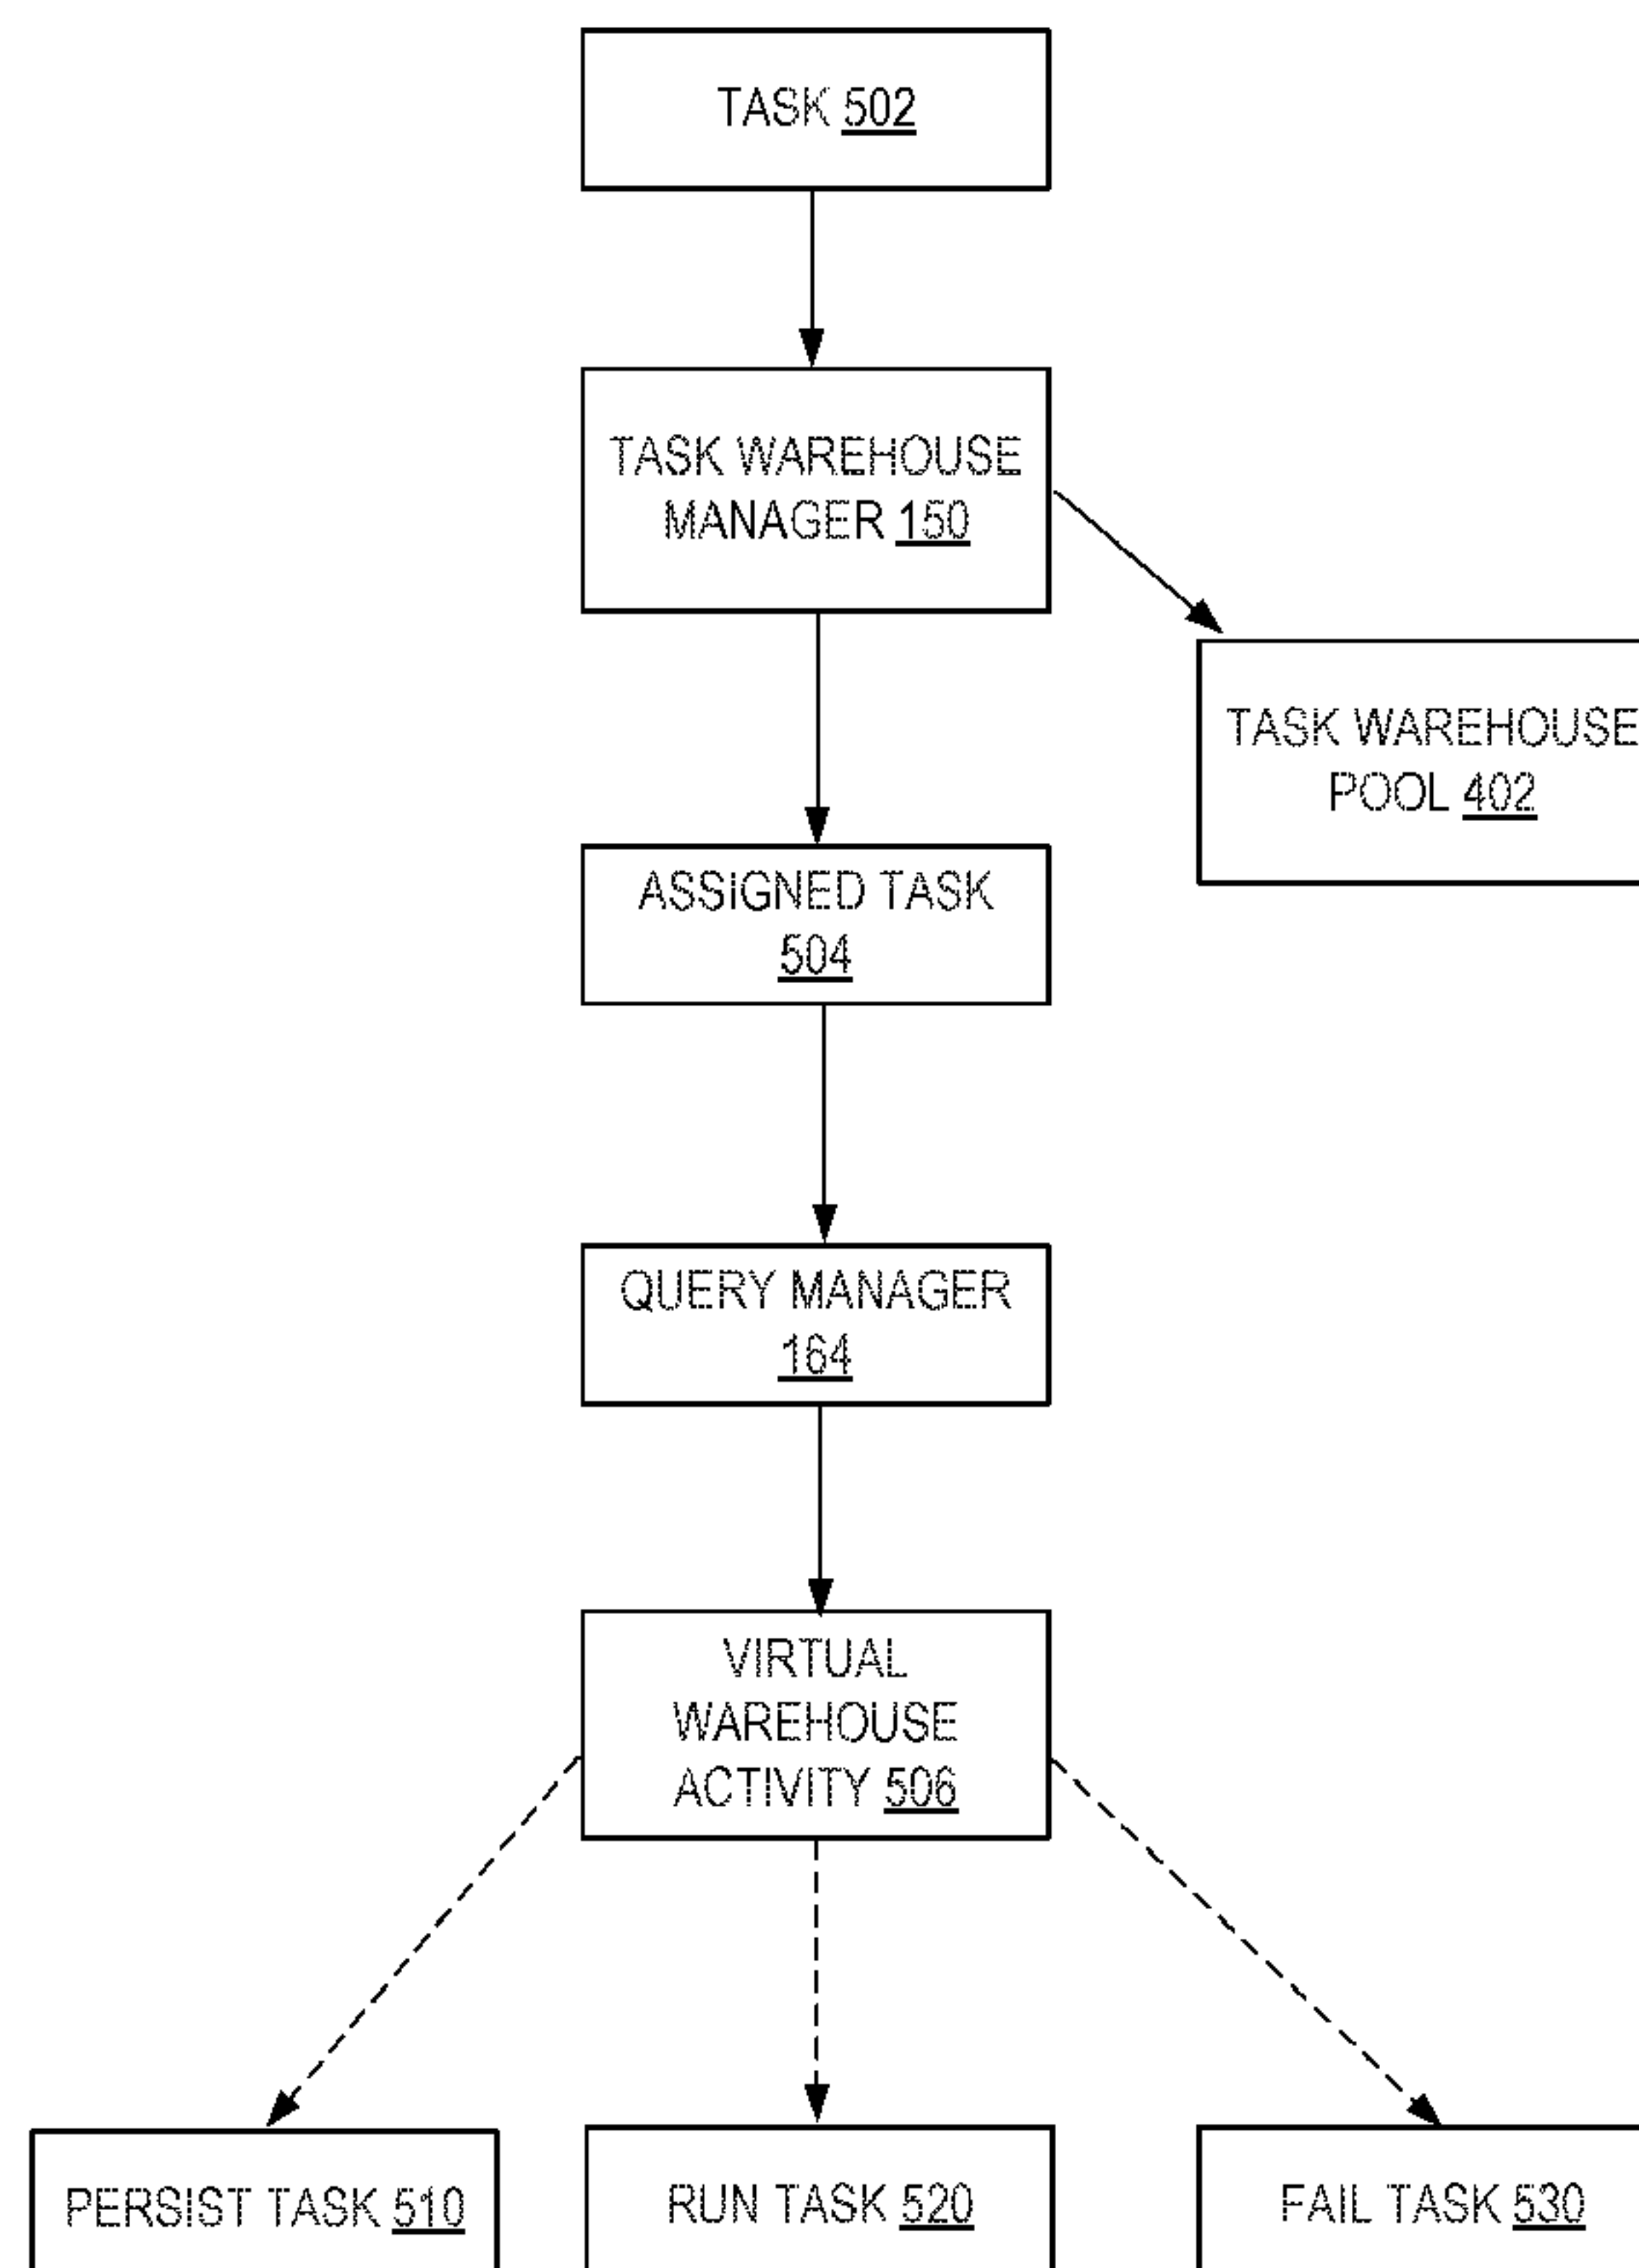 TASK 502
TASK WAREHOUSE
MANAGER 150
TASK WAREHOUSE
POOL 402
ASSIGNED TASK
504
QUERY MANAGER
164
VIRTUAL
WAREHOUSE
ACTIVITY 506
PERSIST TASK 510
RUN TASK 520
FAIL TASK 530